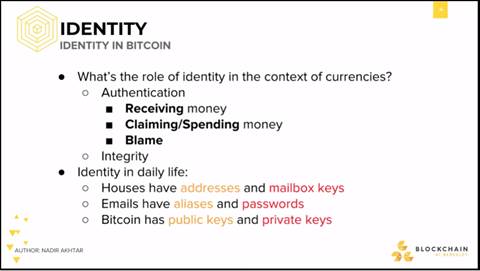 IDENTITY
IDENTITY IN BITCOIN
● What's the role of identity in the context of currencies?
○ Authentication
■ Receiving money
■ Claiming/Spending money
■ Blame
○ Integrity
● Identity in daily life:
○ Houses have addresses and mailbox keys
○ Emails have aliases and passwords
○ Bitcoin has public keys and private keys
AUTHOR: NADIR AKHTAR
BLOCKCHAIN
AT BERKELEY